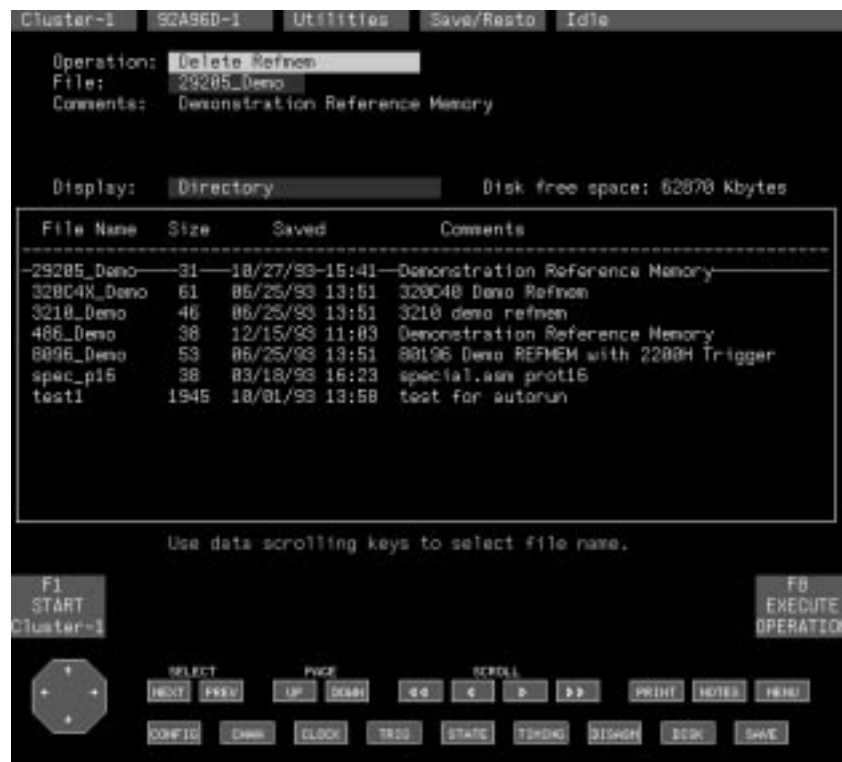 Cluster-1 92A96D-1 Utilities Save/Resto Idle
Operation: Delete Refmem
File: 29205_Demo
Comments: Demonstration Reference Memory
Display: Directory Disk free space: 62870 Kbytes
File Name Size Saved Comments
29205_Demo 31 10/27/93 15:41 Demonstration Reference Memory
320C4X_Demo 61 06/25/93 13:51 320C40 Demo Refmem
3210_Demo 46 06/25/93 13:51 3210 demo refmem
486_Demo 38 12/15/93 11:03 Demonstration Reference Memory
8096_Demo 53 06/25/93 13:51 80196 Demo REFMEM with 2200H Trigger
spec_p16 38 03/18/93 16:23 special.asm prot16
test1 1945 10/01/93 13:58 test for autorun
Use data scrolling keys to select file name.
F1
START
Cluster-1
F8
EXECUTE
OPERATIO
SELECT PAGE SCROLL
NEXT PREV UP DOWN PRINT NOTES MENU
CONFIG CHAN CLOCK TRIG STATE TIMING DISASM DISK SAVE